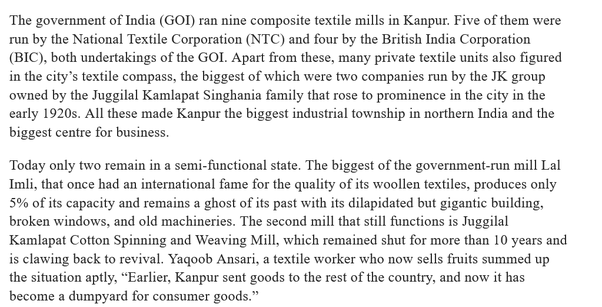 The government of India (GOI) ran nine composite textile mills in Kanpur. Five of them were
run by the National Textile Corporation (NTC) and four by the British India Corporation
(BIC), both undertakings of the GOI. Apart from these, many private textile units also figured
in the city’s textile compass, the biggest of which were two companies run by the JK group
owned by the Juggilal Kamlapat Singhania family that rose to prominence in the city in the
early 1920s. All these made Kanpur the biggest industrial township in northern India and the
biggest centre for business.
Today only two remain in a semi-functional state. The biggest of the government-run mill Lal
Imli, that once had an international fame for the quality of its woollen textiles, produces only
5% of its capacity and remains a ghost of its past with its dilapidated but gigantic building,
broken windows, and old machineries. The second mill that still functions is Juggilal
Kamlapat Cotton Spinning and Weaving Mill, which remained shut for more than 10 years and
is clawing back to revival. Yaqoob Ansari, a textile worker who now sells fruits summed up
the situation aptly, “Earlier, Kanpur sent goods to the rest of the country, and now it has
become a dumpyard for consumer goods.”